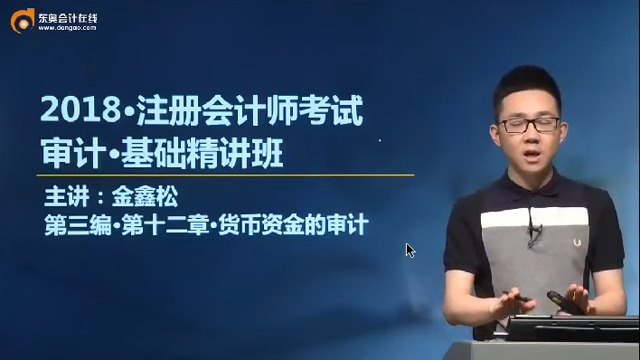 东奥会计在线
www.dongao.com
2018•注册会计师考试
审计•基础精讲班
主讲：金鑫松
第三编•第十二章•货币资金的审计